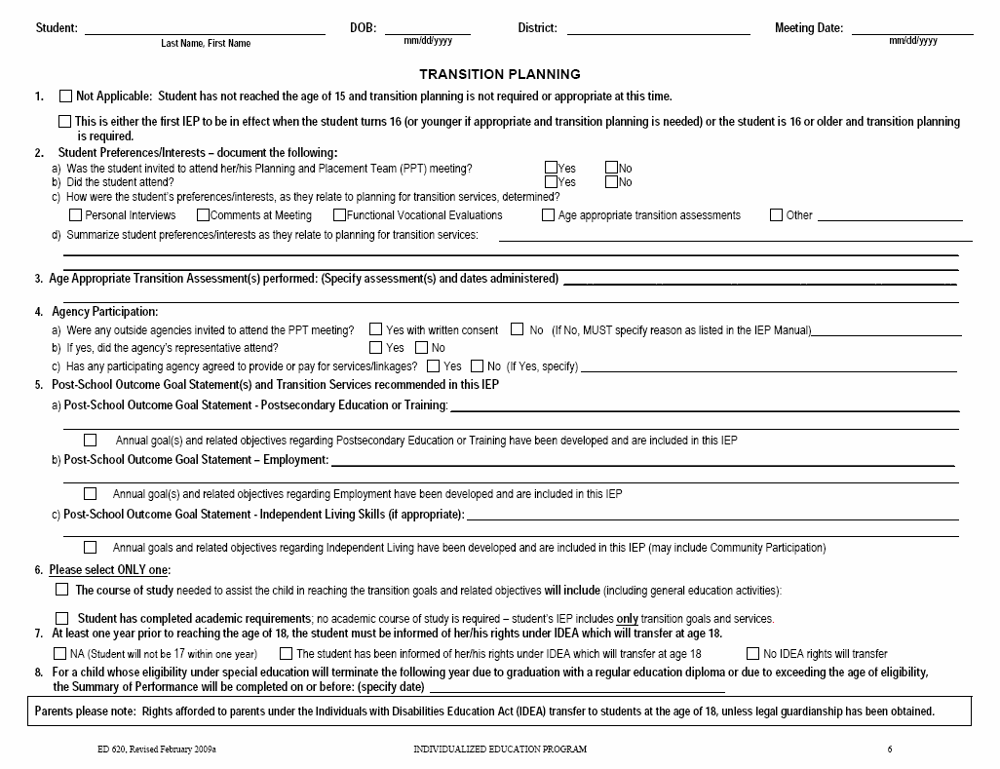 Student: DOB: District: Meeting Date:
Last Name, First Name mm/dd/yyyy mm/dd/yyyy
TRANSITION PLANNING
1. Not Applicable: Student has not reached the age of 15 and transition planning is not required or appropriate at this time.
This is either the first IEP to be in effect when the student turns 16 (or younger if appropriate and transition planning is needed) or the student is 16 or older and transition planning
is required.
2. Student Preferences/Interests – document the following:
a) Was the student invited to attend her/his Planning and Placement Team (PPT) meeting? Yes No
b) Did the student attend? Yes No
c) How were the student's preferences/interests, as they relate to planning for transition services, determined?
Personal Interviews Comments at Meeting Functional Vocational Evaluations Age appropriate transition assessments Other
d) Summarize student preferences/interests as they relate to planning for transition services:
3. Age Appropriate Transition Assessment(s) performed: (Specify assessment(s) and dates administered)
4. Agency Participation:
a) Were any outside agencies invited to attend the PPT meeting? Yes with written consent No (If No, MUST specify reason as listed in the IEP Manual)
b) If yes, did the agency's representative attend? Yes No
c) Has any participating agency agreed to provide or pay for services/linkages? Yes No (If Yes, specify)
5. Post-School Outcome Goal Statement(s) and Transition Services recommended in this IEP
a) Post-School Outcome Goal Statement - Postsecondary Education or Training:
Annual goal(s) and related objectives regarding Postsecondary Education or Training have been developed and are included in this IEP
b) Post-School Outcome Goal Statement – Employment:
Annual goal(s) and related objectives regarding Employment have been developed and are included in this IEP
c) Post-School Outcome Goal Statement - Independent Living Skills (if appropriate):
Annual goals and related objectives regarding Independent Living have been developed and are included in this IEP (may include Community Participation)
6. Please select ONLY one:
The course of study needed to assist the child in reaching the transition goals and related objectives will include (including general education activities):
Student has completed academic requirements; no academic course of study is required – student's IEP includes only transition goals and services.
7. At least one year prior to reaching the age of 18, the student must be informed of her/his rights under IDEA which will transfer at age 18.
NA (Student will not be 17 within one year) The student has been informed of her/his rights under IDEA which will transfer at age 18 No IDEA rights will transfer
8. For a child whose eligibility under special education will terminate the following year due to graduation with a regular education diploma or due to exceeding the age of eligibility,
the Summary of Performance will be completed on or before: (specify date)
Parents please note: Rights afforded to parents under the Individuals with Disabilities Education Act (IDEA) transfer to students at the age of 18, unless legal guardianship has been obtained.
ED 620, Revised February 2009a INDIVIDUALIZED EDUCATION PROGRAM 6